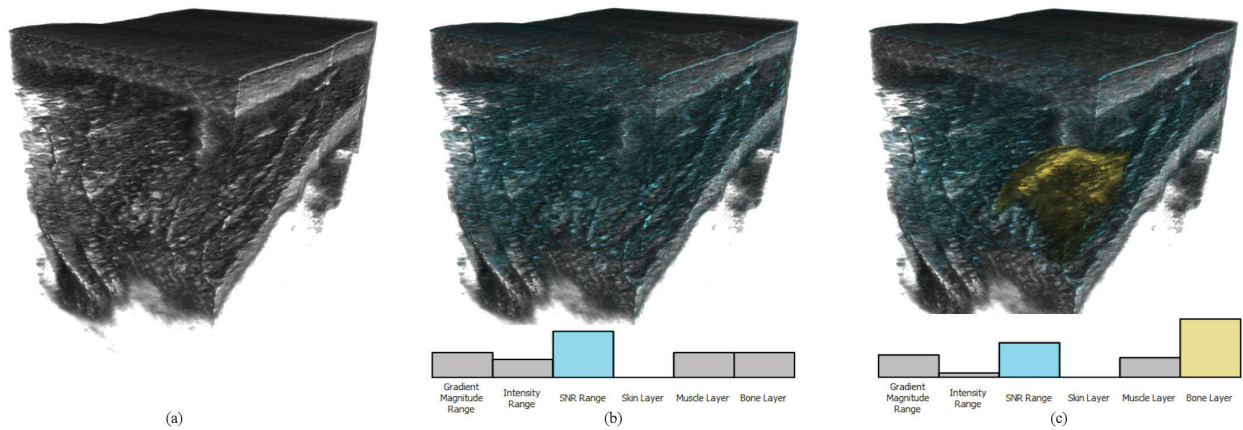 Gradient
Magnitude
Range
Intensity
Range
SNR Range
Skin Layer
Muscle Layer
Bone Layer
Gradient
Magnitude
Range
Intensity
Range
SNR Range
Skin Layer
Muscle Layer
Bone Layer
(a)
(b)
(c)